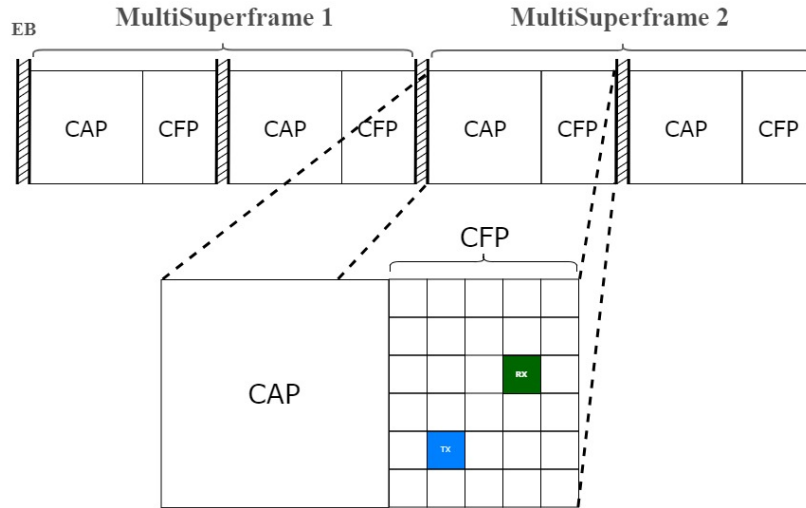 EB
MultiSuperframe 1
MultiSuperframe 2
CAP
CFP
CAP
CFP
CAP
CFP
CAP
CFP
CFP
CAP
RX
TX